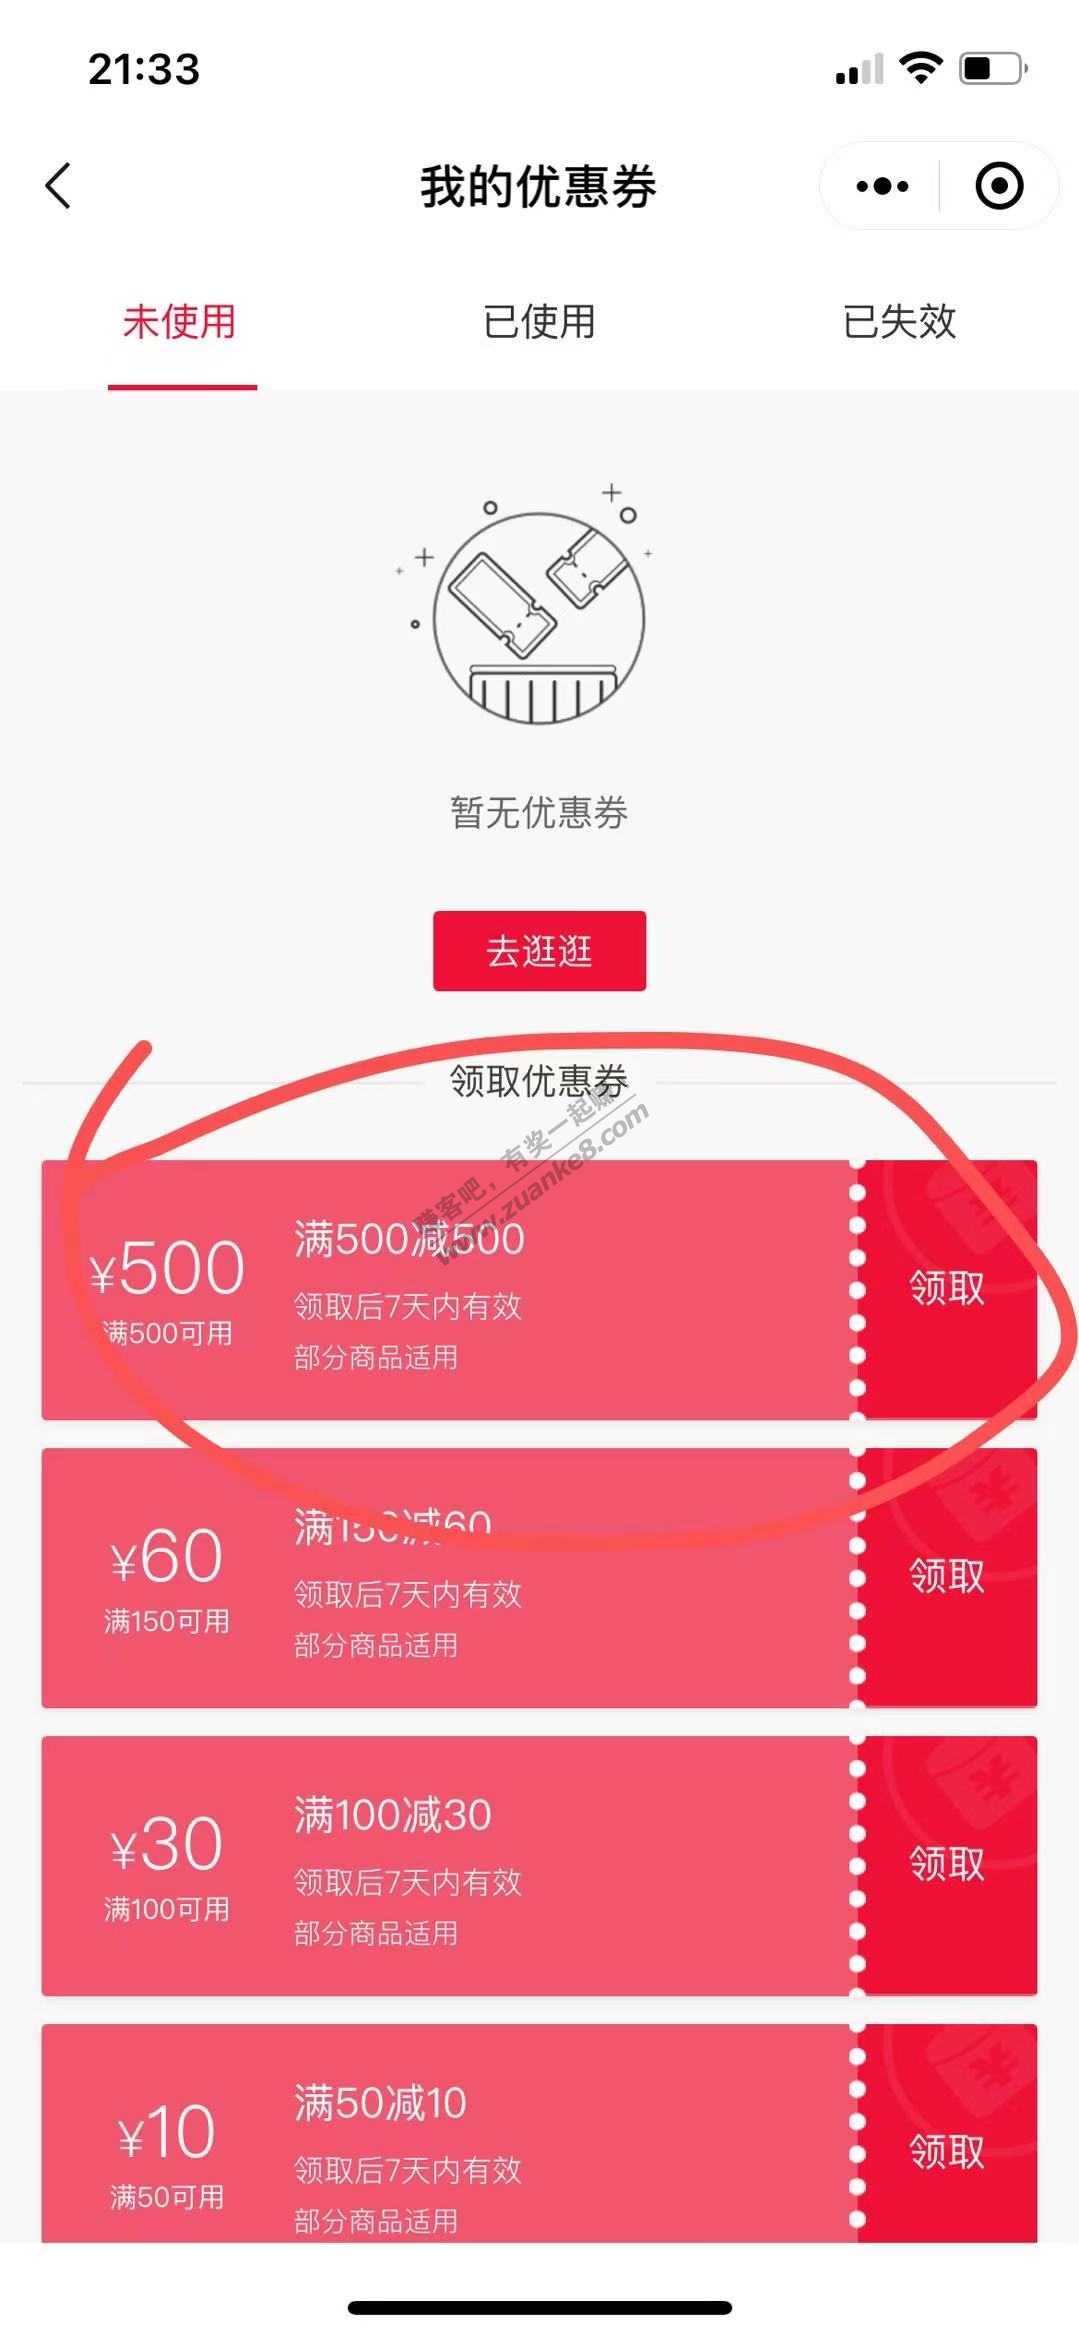 21:33
我的优惠券
未使用
已使用
已失效
暂无优惠券
去逛逛
领取优惠券
赚客吧，有奖一起赚！
www.zuanke8.com
¥500
满500可用
满500减500
领取后7天内有效
部分商品适用
领取
¥60
满150可用
满150减60
领取后7天内有效
部分商品适用
领取
¥30
满100可用
满100减30
领取后7天内有效
部分商品适用
领取
¥10
满50可用
满50减10
领取后7天内有效
部分商品适用
领取